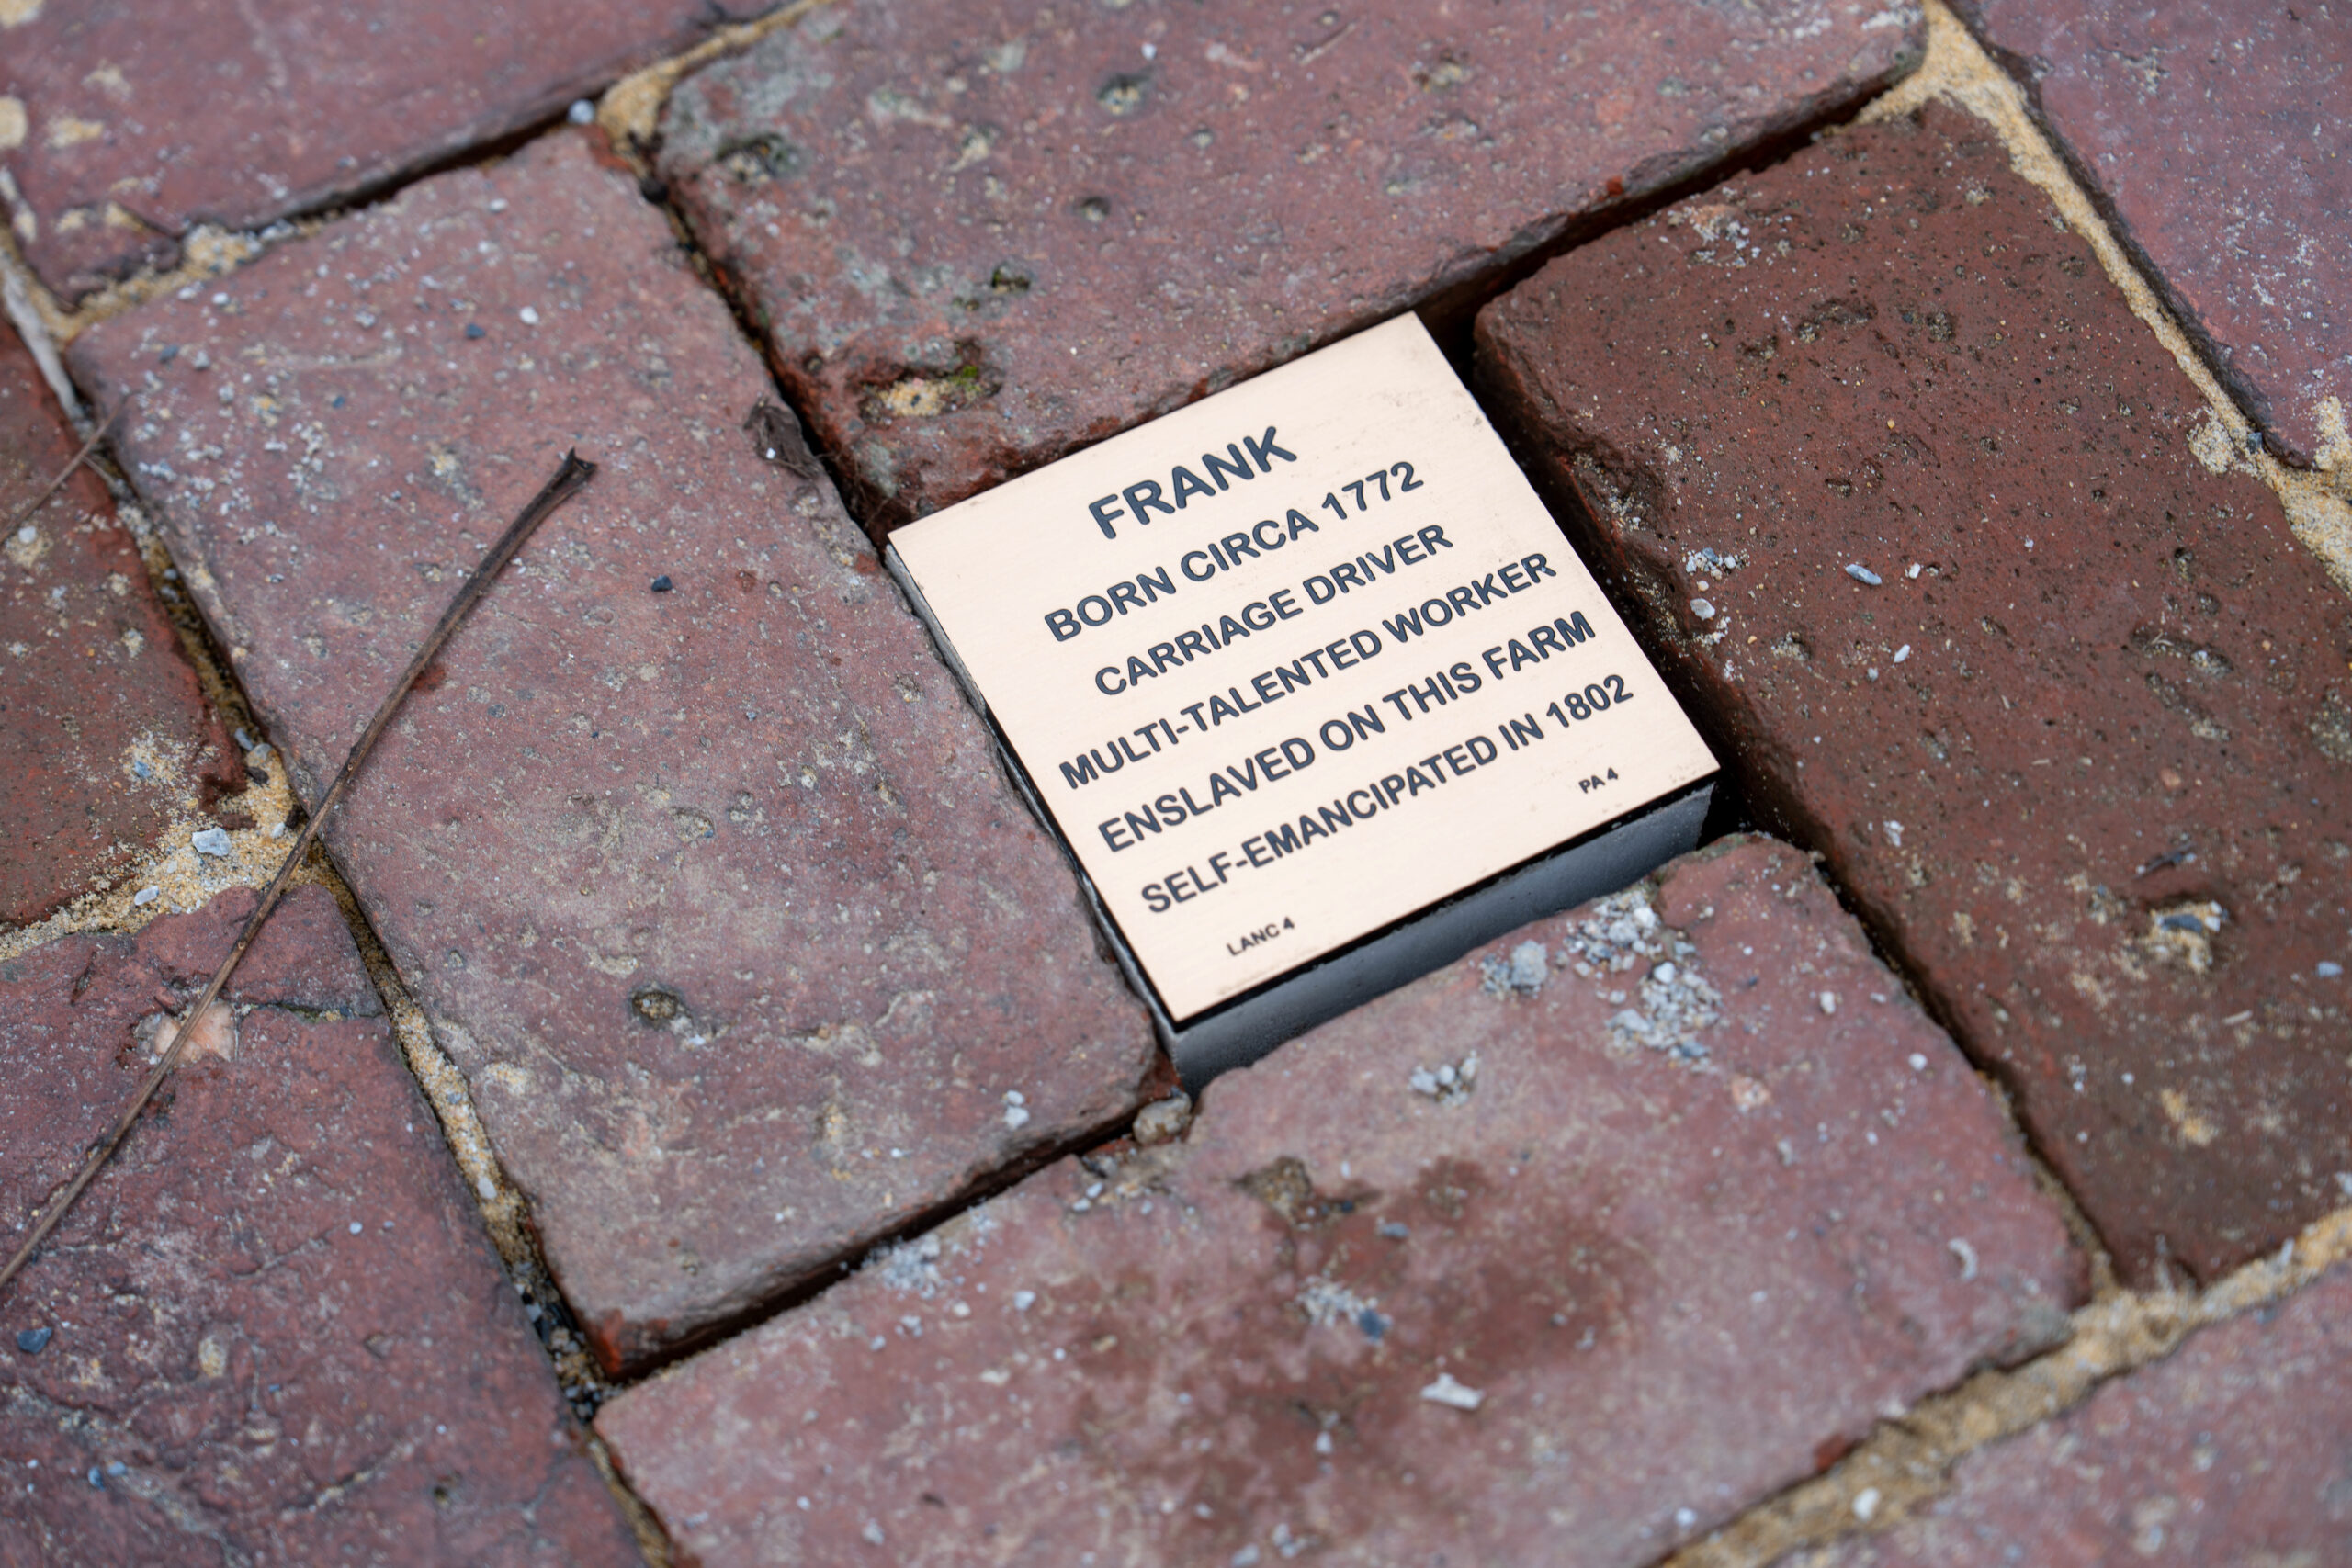 FRANK
BORN CIRCA 1772
CARRIAGE DRIVER
MULTI-TALENTED WORKER
ENSLAVED ON THIS FARM
SELF-EMANCIPATED IN 1802
LANC 4
PA 4